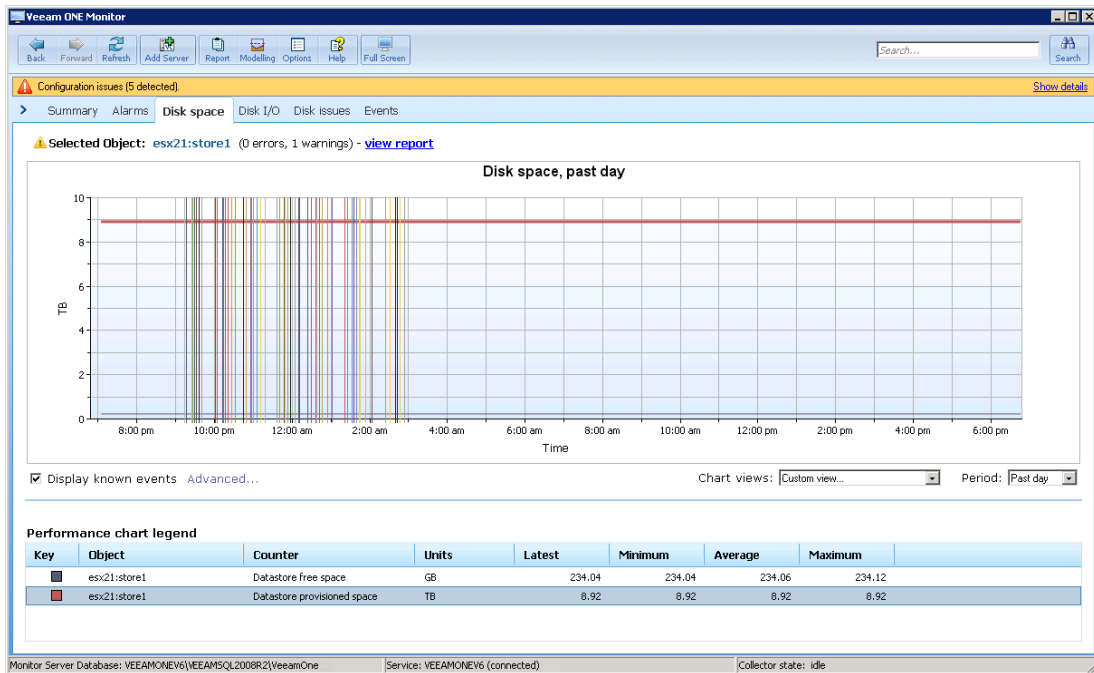 Veeam ONE Monitor
Back Forward Refresh Add Server Report Modelling Options Help Full Screen Search... Search
Configuration issues (5 detected). Show details
> Summary Alarms Disk space Disk I/O Disk issues Events
Selected Object: esx21:store1 (0 errors, 1 warnings) - view report
Disk space, past day
10
8
6
TB
4
2
0
8:00 pm 10:00 pm 12:00 am 2:00 am 4:00 am 6:00 am 8:00 am 10:00 am 12:00 pm 2:00 pm 4:00 pm 6:00 pm
Time
Display known events Advanced... Chart views: Custom view... Period: Past day
Performance chart legend
Key Object Counter Units Latest Minimum Average Maximum
esx21:store1 Datastore free space GB 234.04 234.04 234.06 234.12
esx21:store1 Datastore provisioned space TB 8.92 8.92 8.92 8.92
Monitor Server Database: VEEAMONEV6\VEEAMSQL2008R2\VeeamOne Service: VEEAMONEV6 (connected) Collector state: idle